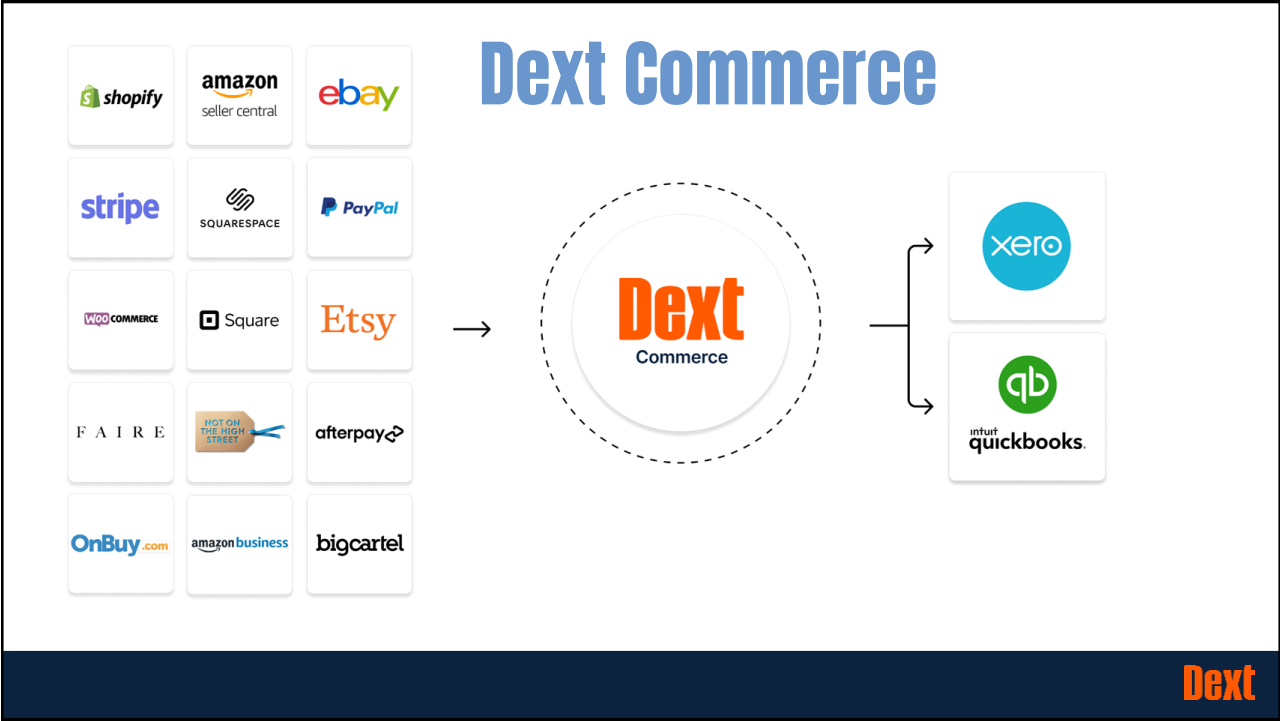 Dext Commerce
shopify
amazon
seller central
ebay
stripe
SQUARESPACE
PayPal
WOO COMMERCE
Square
Etsy
FAIRE
NOT ON
THE HIGH
STREET
afterpay
OnBuy.com
amazon business
bigcartel
Dext
Commerce
xero
qb
intuit
quickbooks.
Dext